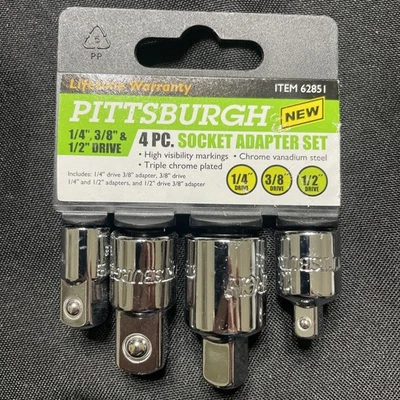 5
PP
Lifetime Warranty
ITEM 62851
PITTSBURGH
NEW
1/4", 3/8" &
1/2" DRIVE
4 PC. SOCKET ADAPTER SET
• High visibility markings • Chrome vanadium steel
• Triple chrome plated
Includes: 1/4" drive 3/8" adapter, 3/8" drive
1/4" and 1/2" adapters, and 1/2" drive 3/8" adapter
1/4" DRIVE
3/8" DRIVE
1/2" DRIVE